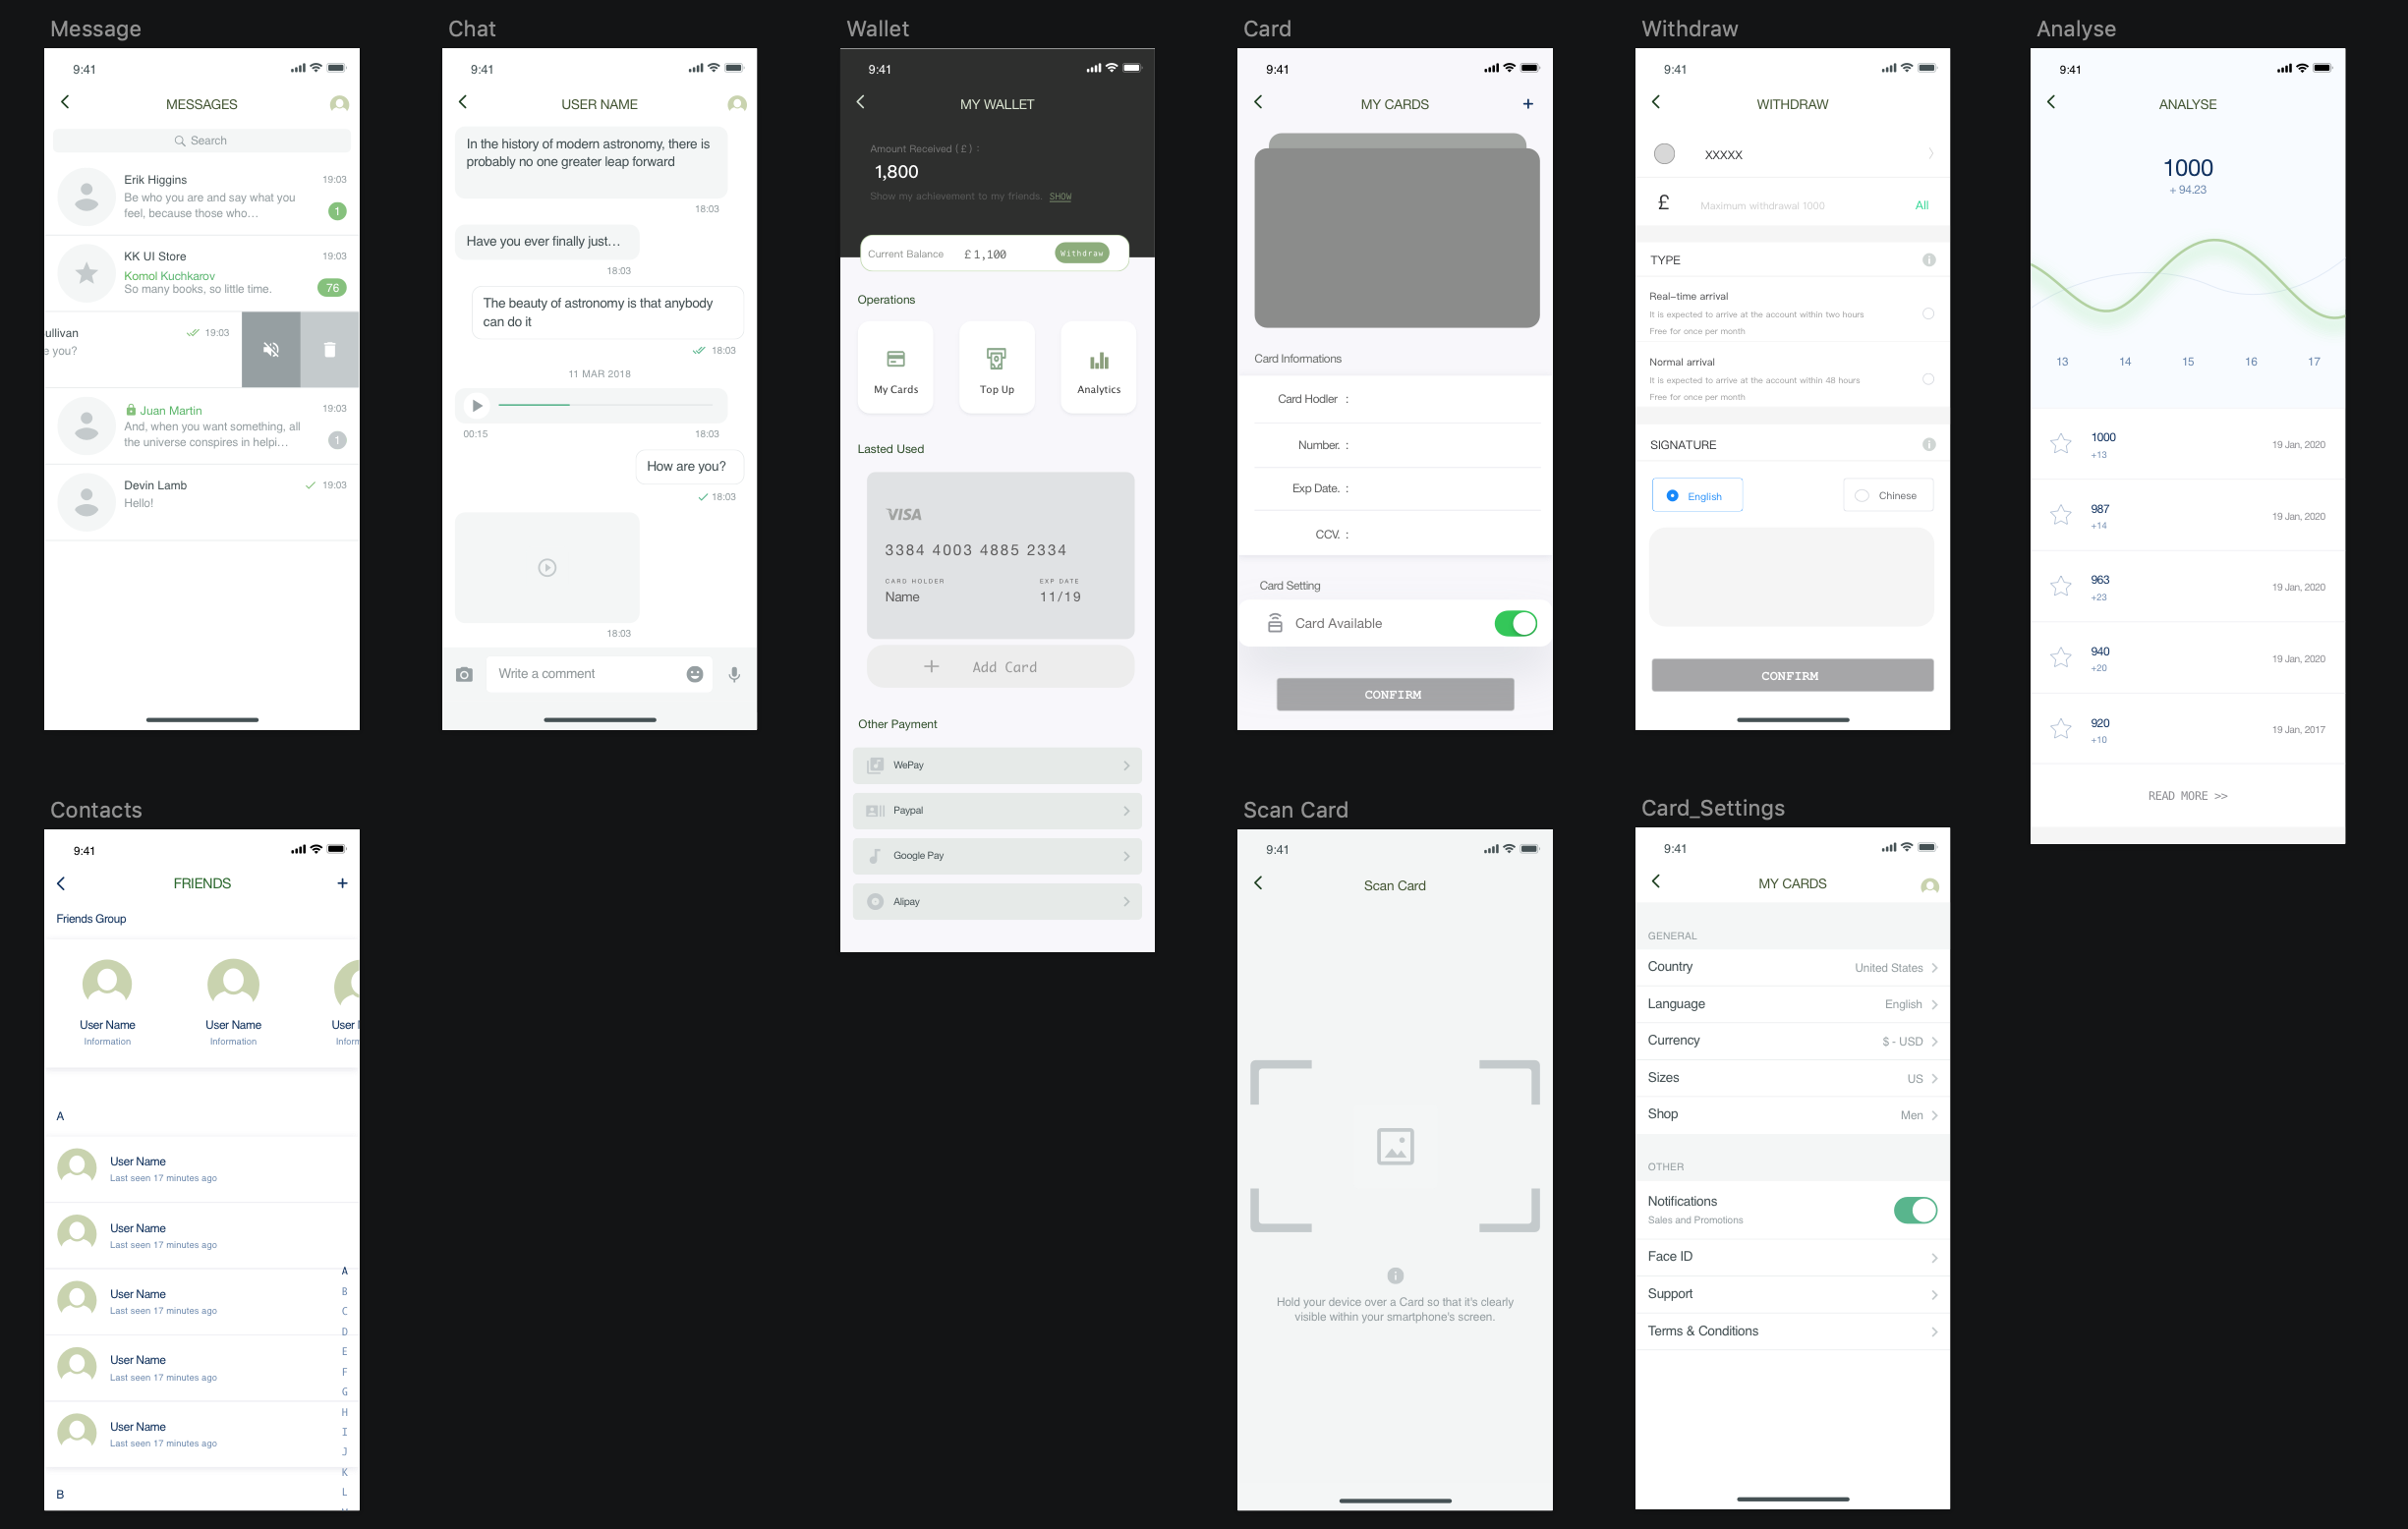 Message
9:41
MESSAGES
Search
Erik Higgins 19:03
Be who you are and say what you
feel, because those who... 1
KK UI Store 19:03
Komol Kuchkarov
So many books, so little time. 76
ullivan 19:03
e you?
Juan Martin 19:03
And, when you want something, all
the universe conspires in helpi... 1
Devin Lamb 19:03
Hello!
Chat
9:41
USER NAME
In the history of modern astronomy, there is
probably no one greater leap forward
18:03
Have you ever finally just...
18:03
The beauty of astronomy is that anybody
can do it
18:03
11 MAR 2018
00:15 18:03
How are you?
18:03
18:03
Write a comment
Wallet
9:41
MY WALLET
Amount Received (£) :
1,800
Show my achievement to my friends. SHOW
Current Balance £1,100 Withdraw
Operations
My Cards Top Up Analytics
Lasted Used
VISA
3384 4003 4885 2334
CARD HOLDER EXP DATE
Name 11/19
+ Add Card
Other Payment
WePay
Paypal
Google Pay
Alipay
Card
9:41
MY CARDS +
Card Informations
Card Hodler :
Number. :
Exp Date. :
CCV. :
Card Setting
Card Available
CONFIRM
Withdraw
9:41
WITHDRAW
XXXXX
£ Maximum withdrawal 1000 All
TYPE
Real-time arrival
It is expected to arrive at the account within two hours
Free for once per month
Normal arrival
It is expected to arrive at the account within 48 hours
Free for once per month
SIGNATURE
English Chinese
CONFIRM
Analyse
9:41
ANALYSE
1000
+ 94.23
13 14 15 16 17
1000 19 Jan, 2020
+13
987 19 Jan, 2020
+14
963 19 Jan, 2020
+23
940 19 Jan, 2020
+20
920 19 Jan, 2017
+10
READ MORE >>
Contacts
9:41
FRIENDS +
Friends Group
User Name User Name User
Information Information Inforn
A
User Name
Last seen 17 minutes ago
User Name
Last seen 17 minutes ago
User Name
Last seen 17 minutes ago
User Name
Last seen 17 minutes ago
User Name
Last seen 17 minutes ago
B
A
B
C
D
E
F
G
H
I
J
K
L
Scan Card
9:41
Scan Card
Hold your device over a Card so that it's clearly
visible within your smartphone's screen.
Card_Settings
9:41
MY CARDS
GENERAL
Country United States
Language English
Currency $ - USD
Sizes US
Shop Men
OTHER
Notifications
Sales and Promotions
Face ID
Support
Terms & Conditions